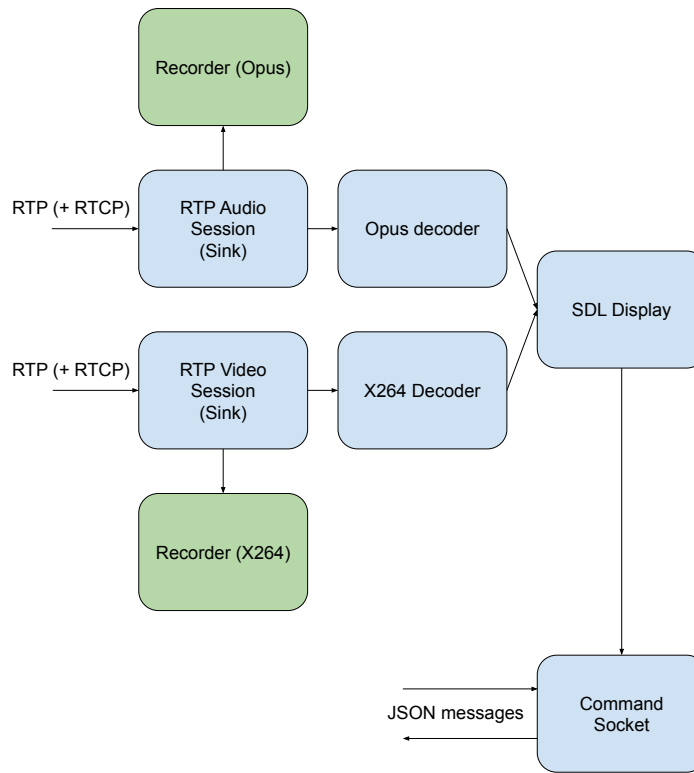 Recorder (Opus)
RTP (+ RTCP)
RTP Audio
Session
(Sink)
Opus decoder
SDL Display
RTP (+ RTCP)
RTP Video
Session
(Sink)
X264 Decoder
Recorder (X264)
JSON messages
Command
Socket